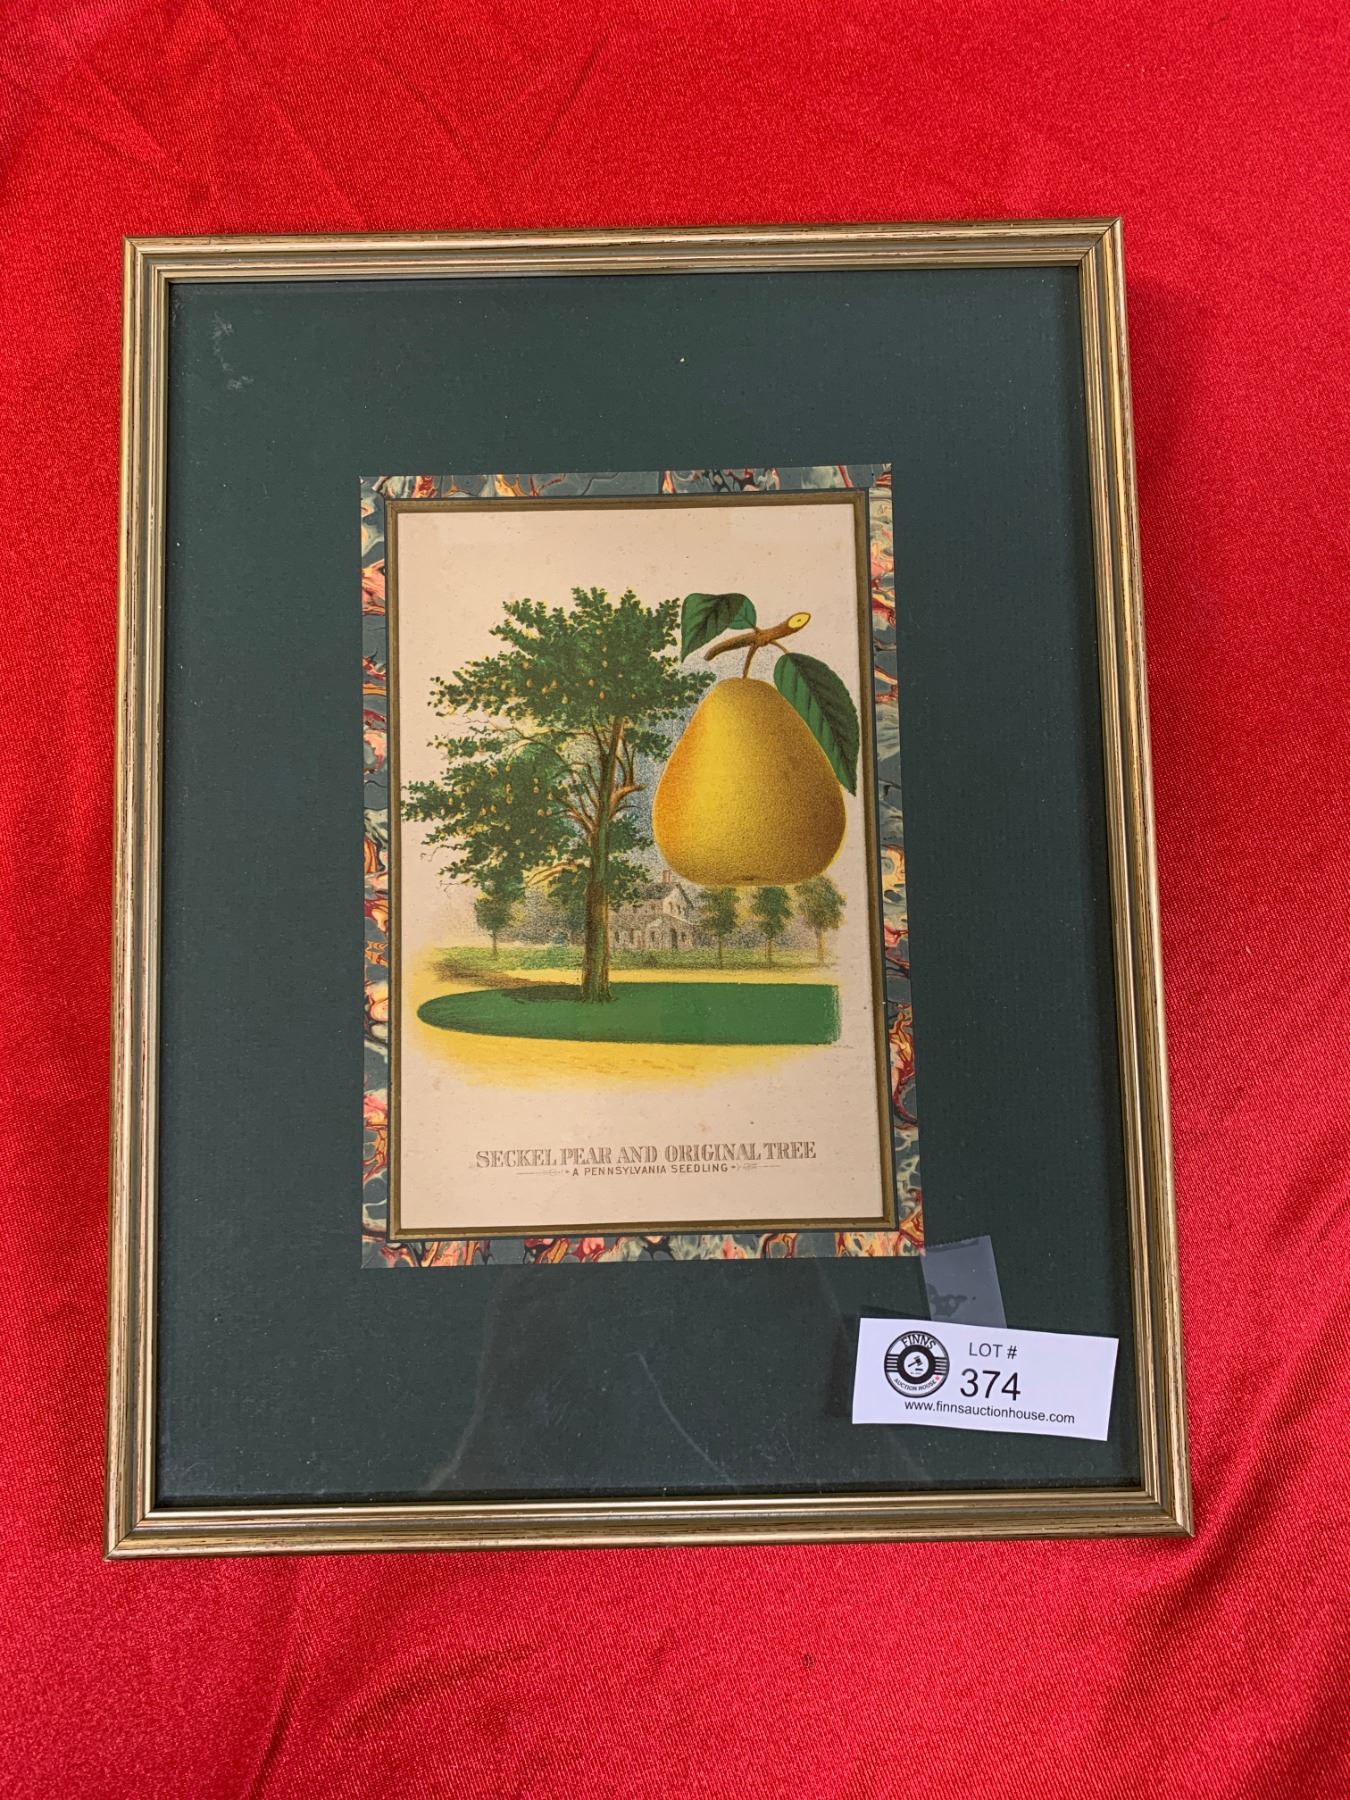 SECKEL PEAR AND ORIGINAL TREE
A PENNSYLVANIA SEEDLING
FINNS
AUCTION HOUSE
LOT #
374
www.finnsauctionhouse.com